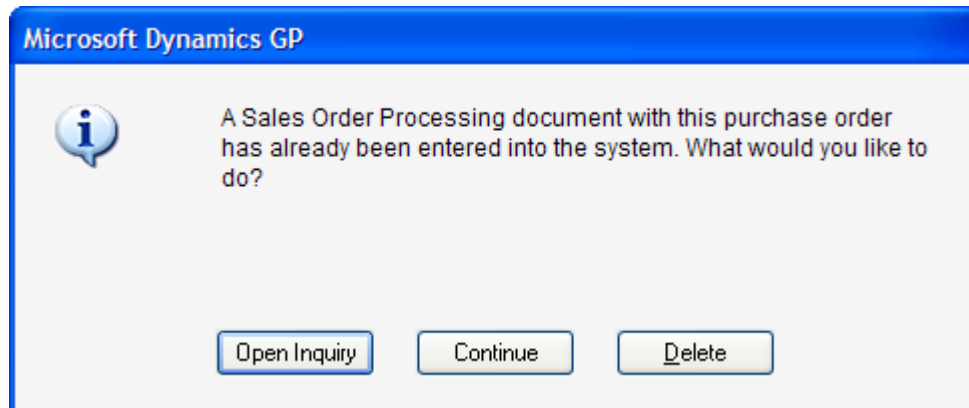 Microsoft Dynamics GP
A Sales Order Processing document with this purchase order
has already been entered into the system. What would you like to
do?
Open Inquiry Continue Delete